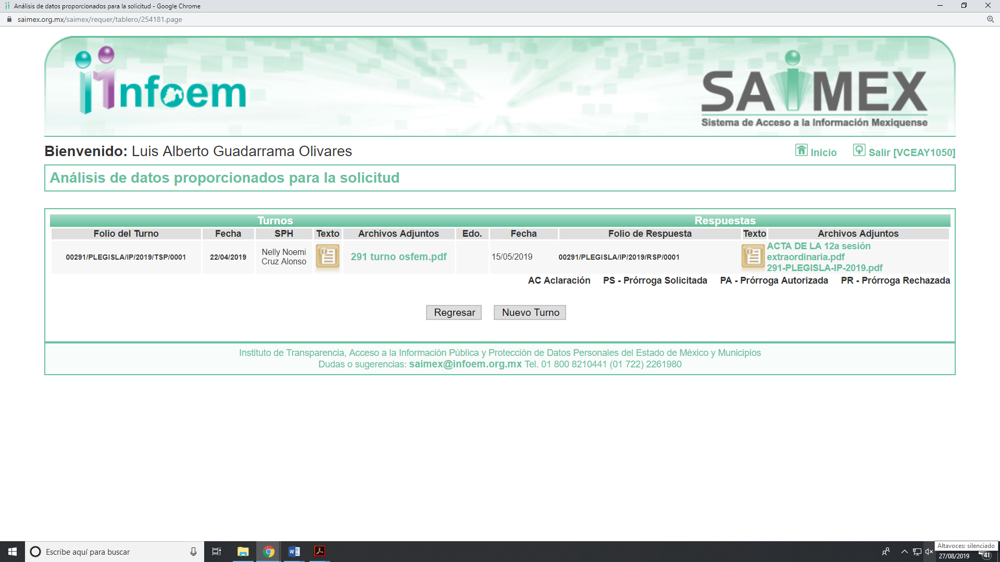 Análisis de datos proporcionados para la solicitud - Google Chrome
saimex.org.mx/saimex/requer/tablero/254181.page
infoem
SAIMEX
Sistema de Acceso a la Información Mexiquense
Bienvenido: Luis Alberto Guadarrama Olivares
Inicio Salir [VCEAY1050]
Análisis de datos proporcionados para la solicitud
Turnos Respuestas
Folio del Turno Fecha SPH Texto Archivos Adjuntos Edo. Fecha Folio de Respuesta Texto Archivos Adjuntos
00291/PLEGISLA/IP/2019/TSP/0001 22/04/2019 Nelly Noemi Cruz Alonso 291 turno osfem.pdf 15/05/2019 00291/PLEGISLA/IP/2019/RSP/0001 ACTA DE LA 12a sesión
extraordinaria.pdf
291-PLEGISLA-IP-2019.pdf
AC Aclaración PS - Prórroga Solicitada PA - Prórroga Autorizada PR - Prórroga Rechazada
Regresar Nuevo Turno
Instituto de Transparencia, Acceso a la Información Pública y Protección de Datos Personales del Estado de México y Municipios
Dudas o sugerencias: saimex@infoem.org.mx Tel. 01 800 8210441 (01 722) 2261980
Escribe aquí para buscar
Altavoces: silenciado
27/08/2019 41